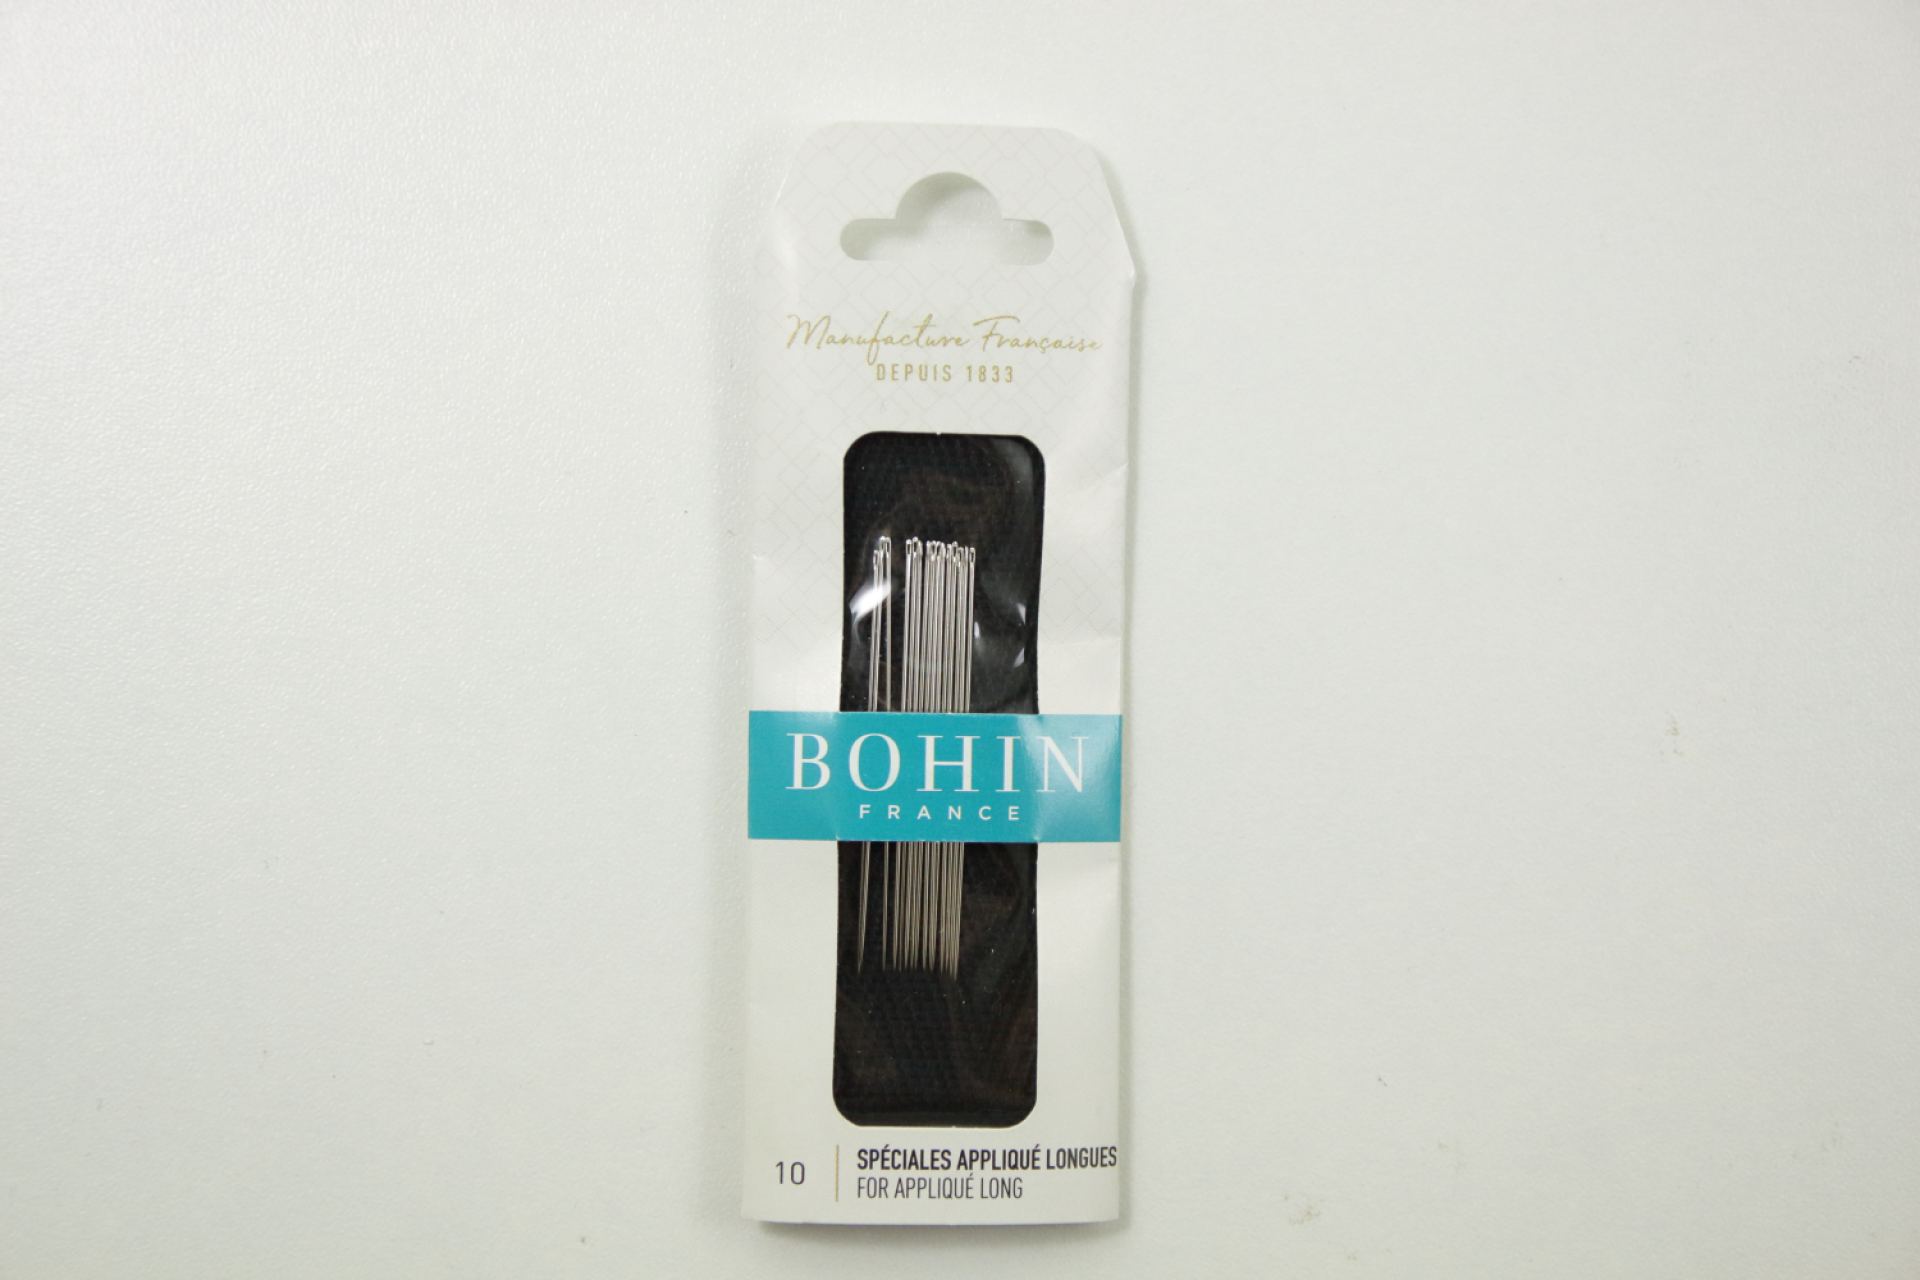 Manufacture Française
DEPUIS 1833
BOHIN
FRANCE
10
SPÉCIALES APPLIQUÉ LONGUES
FOR APPLIQUÉ LONG